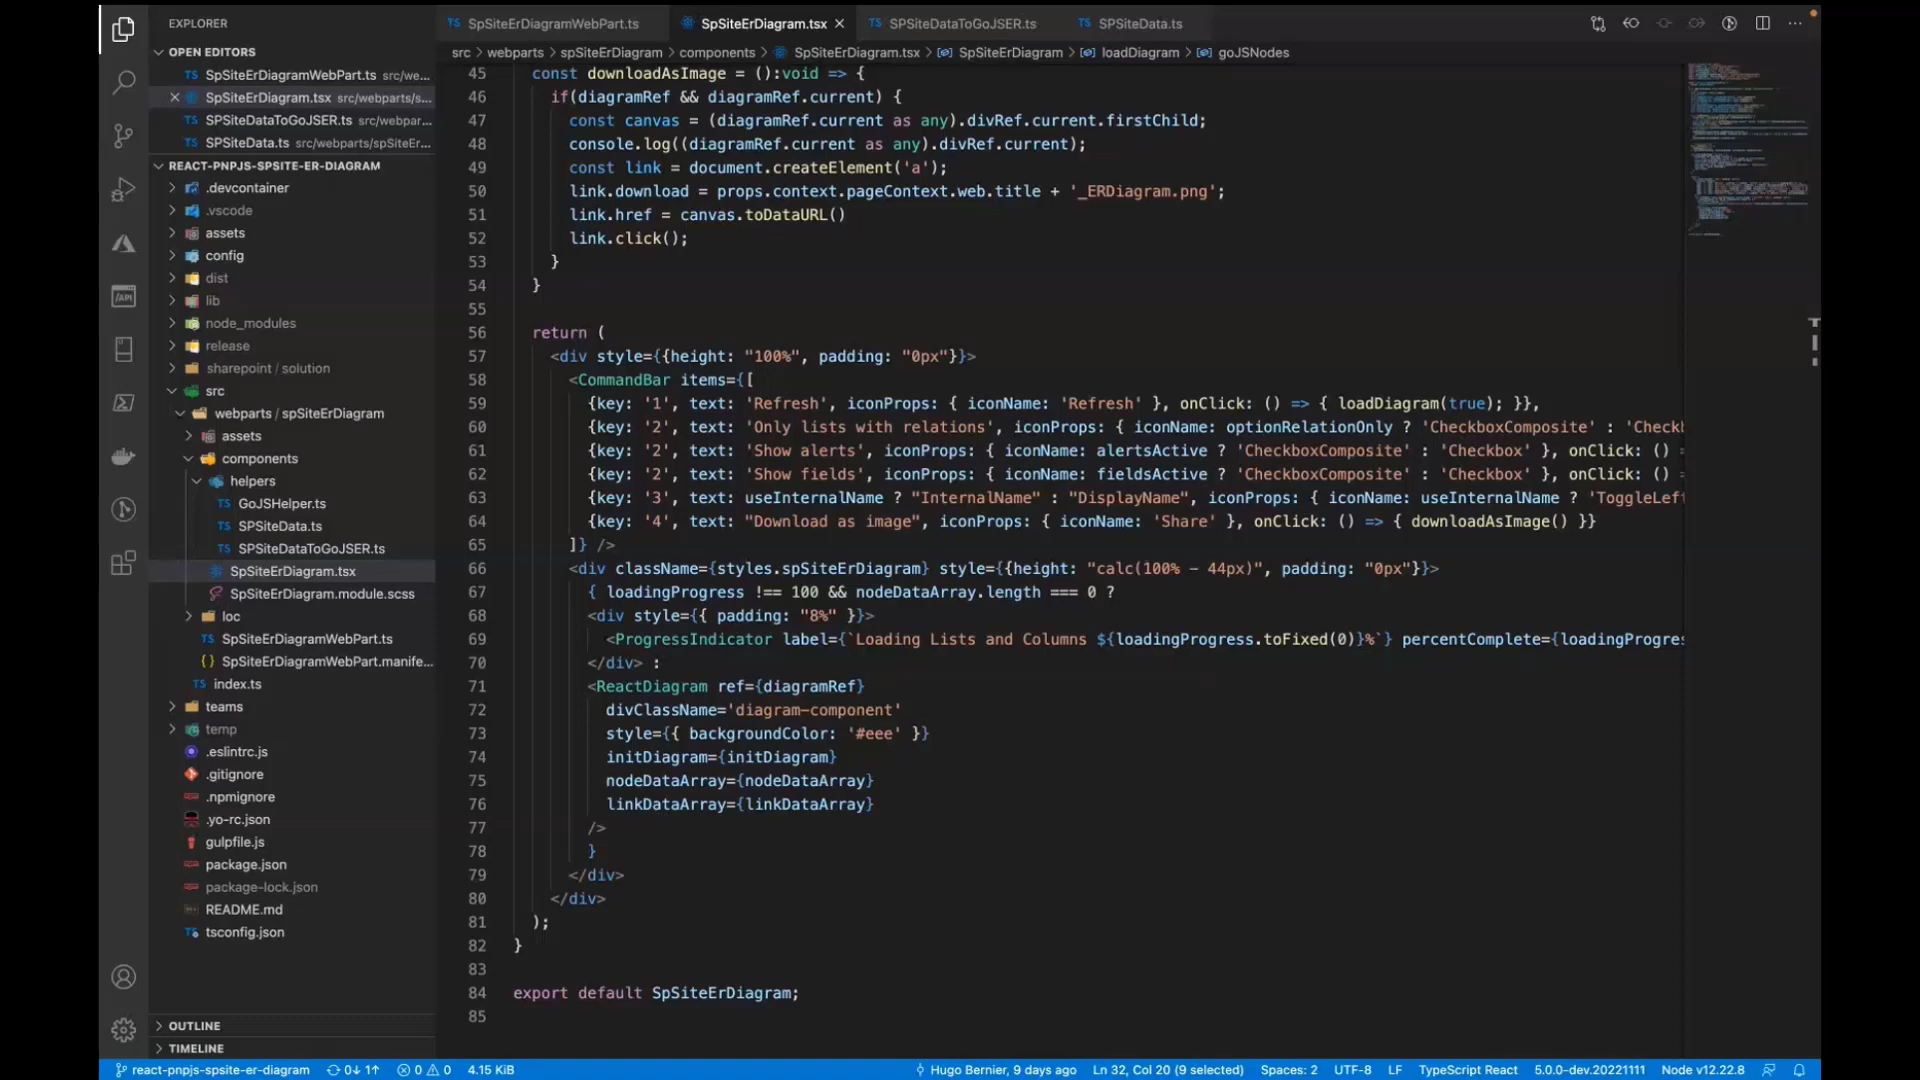 EXPLORER
OPEN EDITORS
TS SpSiteErDiagramWebPart.ts src/we...
SpSiteErDiagram.tsx src/webparts/s...
TS SPSiteDataToGoJSER.ts src/webpar...
TS SPSiteData.ts src/webparts/spSiteEr...
REACT-PNPJS-SPSITE-ER-DIAGRAM
.devcontainer
.vscode
assets
config
dist
lib
node_modules
release
sharepoint / solution
src
webparts / spSiteErDiagram
assets
components
helpers
TS GoJSHelper.ts
TS SPSiteData.ts
TS SPSiteDataToGoJSER.ts
SpSiteErDiagram.tsx
SpSiteErDiagram.module.scss
loc
TS SpSiteErDiagramWebPart.ts
{} SpSiteErDiagramWebPart.manife...
TS index.ts
teams
temp
.eslintrc.js
.gitignore
.npmignore
.yo-rc.json
gulpfile.js
package.json
package-lock.json
README.md
tsconfig.json
OUTLINE
TIMELINE
TS SpSiteErDiagramWebPart.ts SpSiteErDiagram.tsx TS SPSiteDataToGoJSER.ts TS SPSiteData.ts
src > webparts > spSiteErDiagram > components > SpSiteErDiagram.tsx > SpSiteErDiagram > loadDiagram > goJSNodes
45 const downloadAsImage = ():void => {
46 if(diagramRef && diagramRef.current) {
47 const canvas = (diagramRef.current as any).divRef.current.firstChild;
48 console.log((diagramRef.current as any).divRef.current);
49 const link = document.createElement('a');
50 link.download = props.context.pageContext.web.title + '_ERDiagram.png';
51 link.href = canvas.toDataURL()
52 link.click();
53 }
54 }
55
56 return (
57 <div style={{height: "100%", padding: "0px"}}>
58 <CommandBar items={[
59 {key: '1', text: 'Refresh', iconProps: { iconName: 'Refresh' }, onClick: () => { loadDiagram(true); }},
60 {key: '2', text: 'Only lists with relations', iconProps: { iconName: optionRelationOnly ? 'CheckboxComposite' : 'Check
61 {key: '2', text: 'Show alerts', iconProps: { iconName: alertsActive ? 'CheckboxComposite' : 'Checkbox' }, onClick: () =
62 {key: '2', text: 'Show fields', iconProps: { iconName: fieldsActive ? 'CheckboxComposite' : 'Checkbox' }, onClick: () =
63 {key: '3', text: useInternalName ? "InternalName" : "DisplayName", iconProps: { iconName: useInternalName ? 'ToggleLef
64 {key: '4', text: "Download as image", iconProps: { iconName: 'Share' }, onClick: () => { downloadAsImage() }}
65 ]} />
66 <div className={styles.spSiteErDiagram} style={{height: "calc(100% - 44px)", padding: "0px"}}>
67 { loadingProgress !== 100 && nodeDataArray.length === 0 ?
68 <div style={{ padding: "8%" }}>
69 <ProgressIndicator label={`Loading Lists and Columns ${loadingProgress.toFixed(0)}%`} percentComplete={loadingProgres
70 </div> :
71 <ReactDiagram ref={diagramRef}
72 divClassName='diagram-component'
73 style={{ backgroundColor: '#eee' }}
74 initDiagram={initDiagram}
75 nodeDataArray={nodeDataArray}
76 linkDataArray={linkDataArray}
77 />
78 }
79 </div>
80 </div>
81 );
82 }
83
84 export default SpSiteErDiagram;
85
react-pnpjs-spsite-er-diagram 0↓ 1↑ 0 0 4.15 KiB Hugo Bernier, 9 days ago Ln 32, Col 20 (9 selected) Spaces: 2 UTF-8 LF TypeScript React 5.0.0-dev.20221111 Node v12.22.8